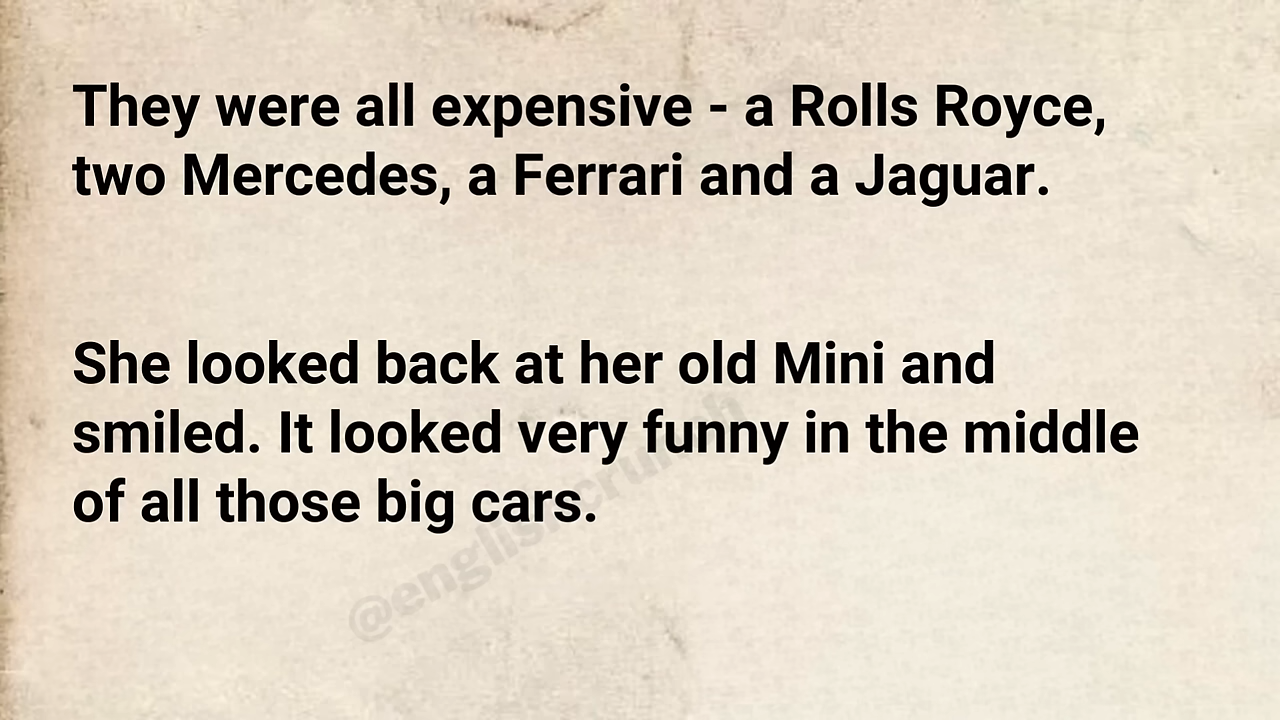 They were all expensive - a Rolls Royce,
two Mercedes, a Ferrari and a Jaguar.
She looked back at her old Mini and
smiled. It looked very funny in the middle
of all those big cars.
@englishcrunch